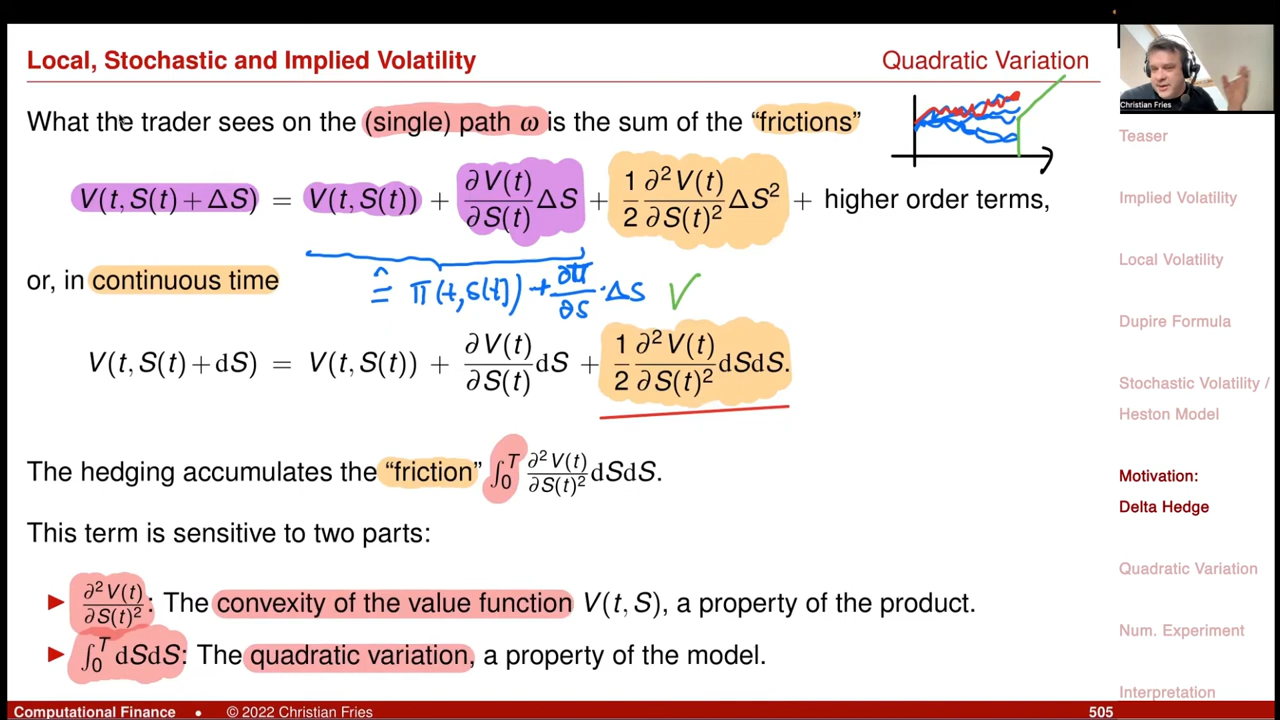 Local, Stochastic and Implied Volatility
Quadratic Variation
What the trader sees on the (single) path ω is the sum of the “frictions”
V(t, S(t) + ΔS) = V(t, S(t)) + ∂V(t)/∂S(t) ΔS + 1/2 ∂²V(t)/∂S(t)² ΔS² + higher order terms,
≙ Π(t, S(t)) + ∂Π/∂S · ΔS ✓
or, in continuous time
V(t, S(t) + dS) = V(t, S(t)) + ∂V(t)/∂S(t) dS + 1/2 ∂²V(t)/∂S(t)² dSdS.
The hedging accumulates the “friction” ∫₀ᵀ ∂²V(t)/∂S(t)² dSdS.
This term is sensitive to two parts:
► ∂²V(t)/∂S(t)²: The convexity of the value function V(t, S), a property of the product.
► ∫₀ᵀ dSdS: The quadratic variation, a property of the model.
Computational Finance • © 2022 Christian Fries 505
Christian Fries
Teaser
Implied Volatility
Local Volatility
Dupire Formula
Stochastic Volatility /
Heston Model
Motivation:
Delta Hedge
Quadratic Variation
Num. Experiment
Interpretation